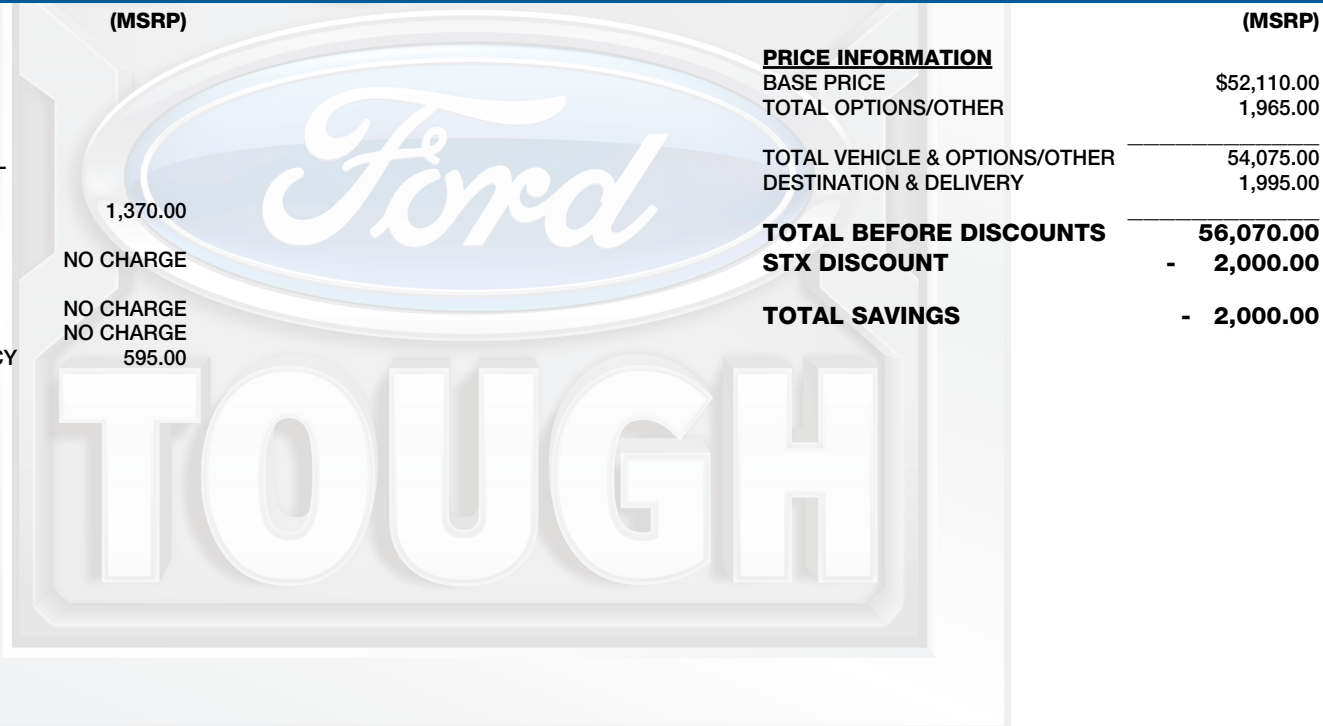 (MSRP)
1,370.00
NO CHARGE
NO CHARGE
NO CHARGE
CY 595.00
(MSRP)
PRICE INFORMATION
BASE PRICE $52,110.00
TOTAL OPTIONS/OTHER 1,965.00
TOTAL VEHICLE & OPTIONS/OTHER 54,075.00
DESTINATION & DELIVERY 1,995.00
TOTAL BEFORE DISCOUNTS 56,070.00
STX DISCOUNT - 2,000.00
TOTAL SAVINGS - 2,000.00
Ford
TOUGH